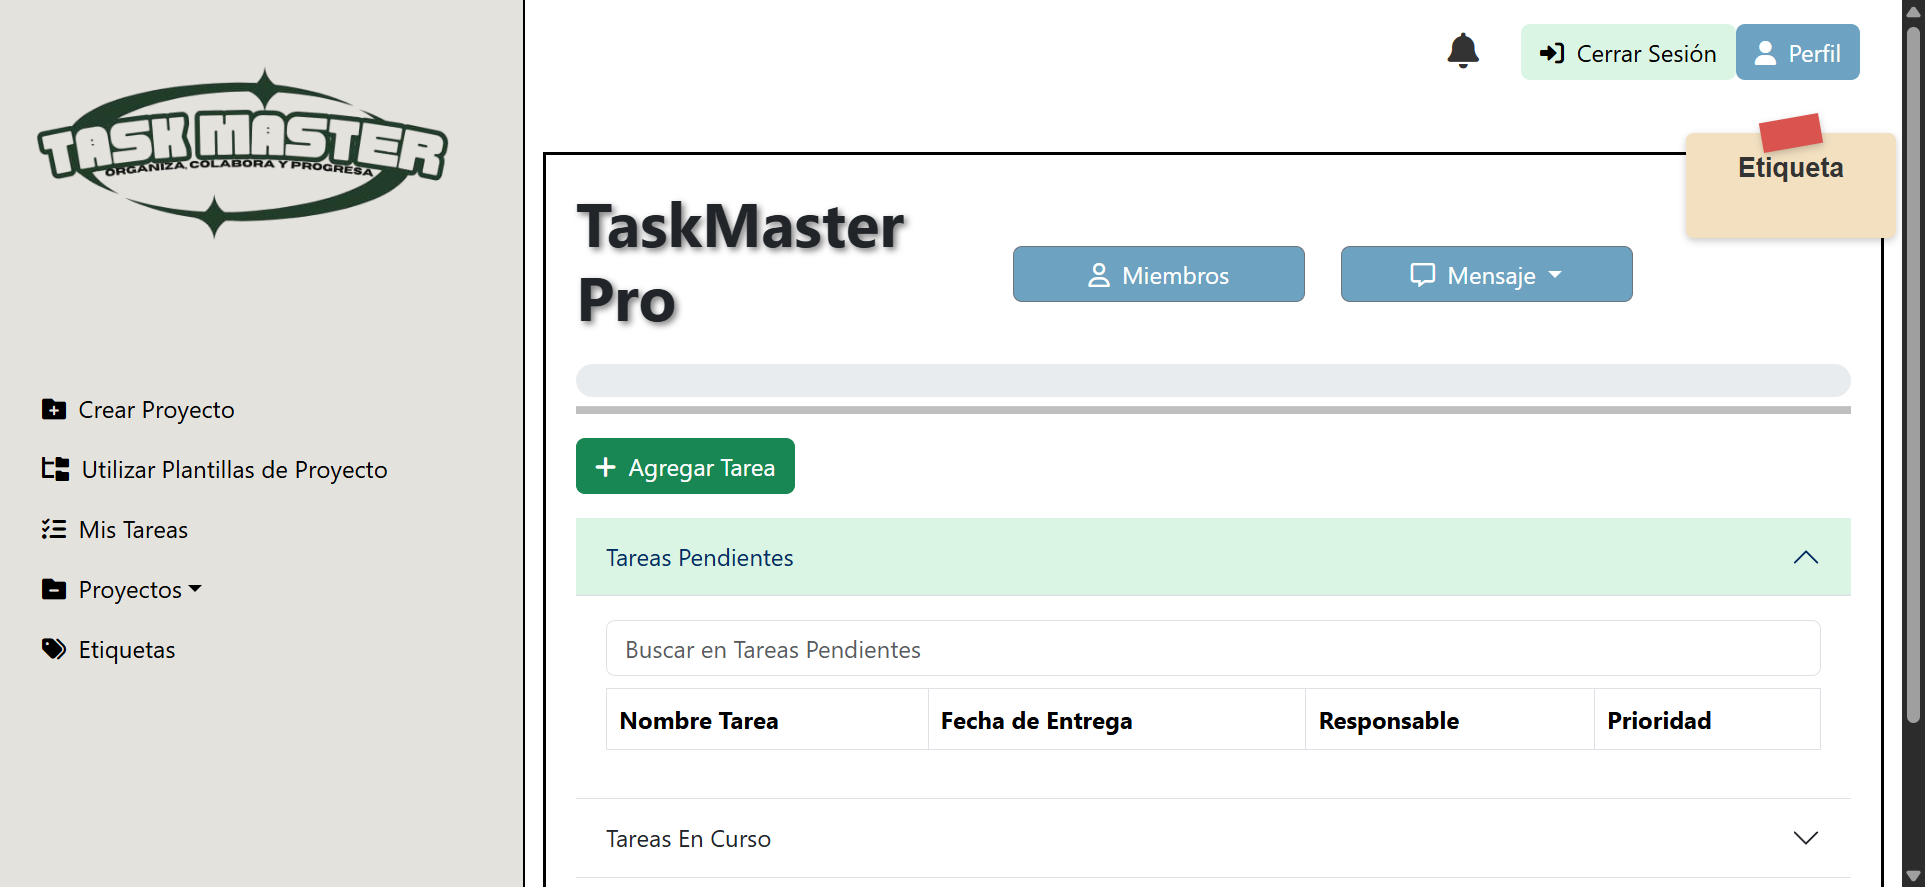 TASK MASTER
ORGANIZA, COLABORA Y PROGRESA
Crear Proyecto
Utilizar Plantillas de Proyecto
Mis Tareas
Proyectos
Etiquetas
Cerrar Sesión
Perfil
Etiqueta
TaskMaster
Pro
Miembros
Mensaje
Agregar Tarea
Tareas Pendientes
Buscar en Tareas Pendientes
Nombre Tarea Fecha de Entrega Responsable Prioridad
Tareas En Curso